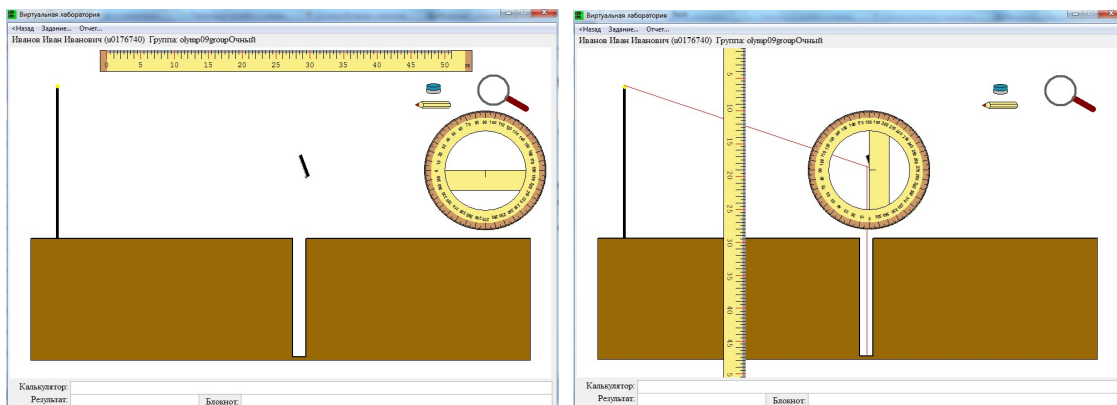 Виртуальная лаборатория
<Назад Задание... Отчет...
Иванов Иван Иванович (u0176740) Группа: olymp09groupОчный
0 5 10 15 20 25 30 35 40 45 50
Калькулятор:
Результат: Блокнот:
Виртуальная лаборатория
<Назад Задание... Отчет...
Иванов Иван Иванович (u0176740) Группа: olymp09groupОчный
5
10
15
20
25
30
35
40
45
5
Калькулятор:
Результат: Блокнот: